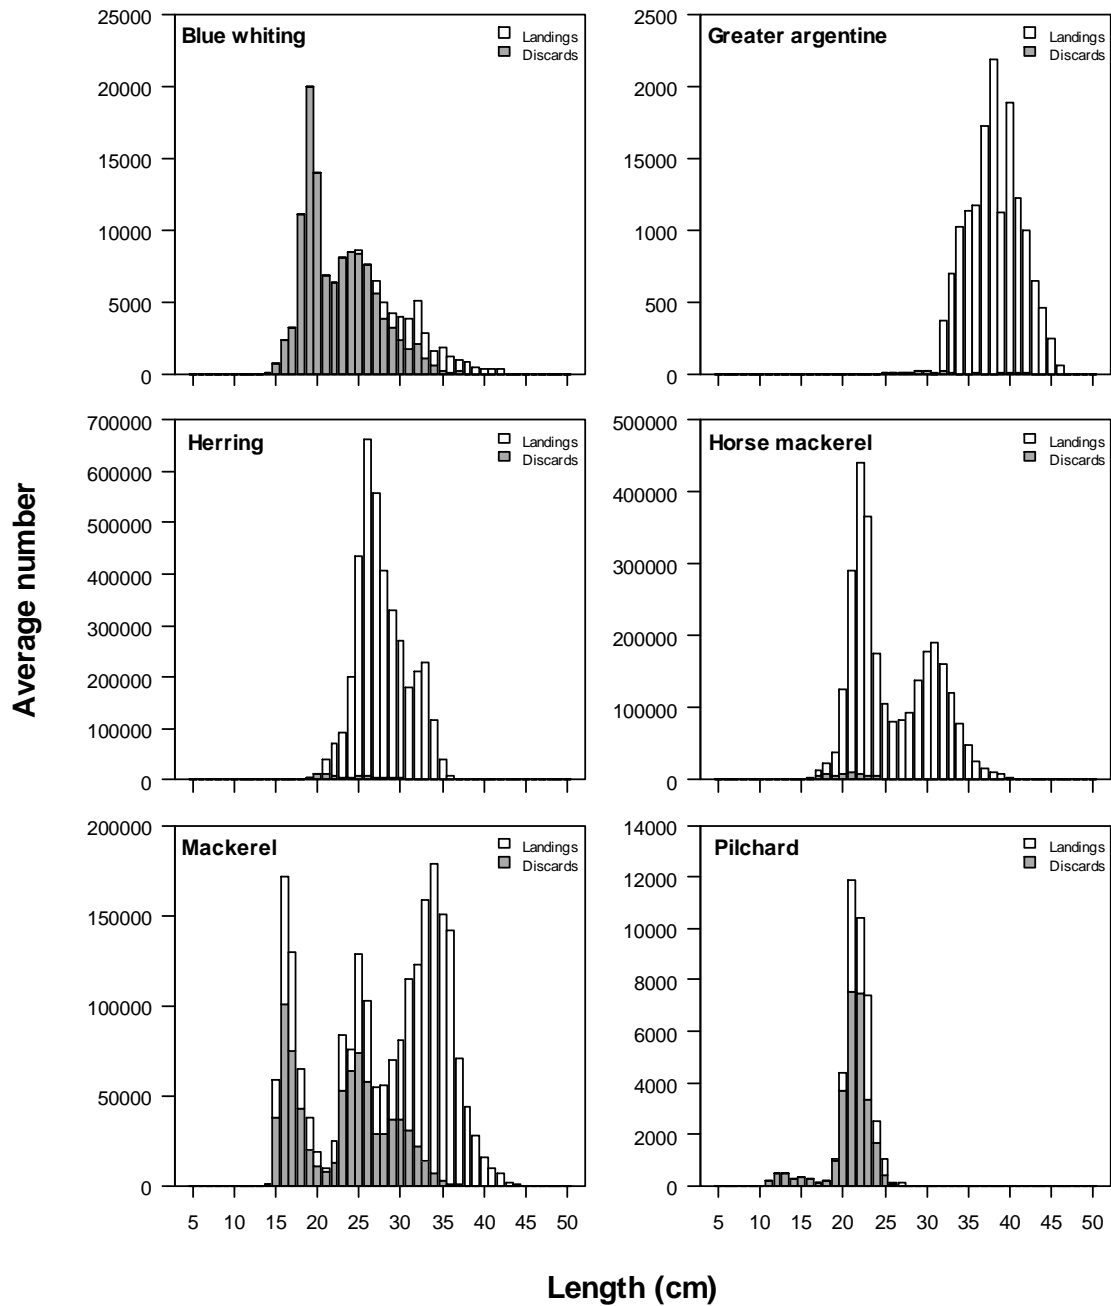 Average number
Blue whiting
Landings
Discards
25000
20000
15000
10000
5000
0
Greater argentine
Landings
Discards
2500
2000
1500
1000
500
0
Herring
Landings
Discards
700000
600000
500000
400000
300000
200000
100000
0
Horse mackerel
Landings
Discards
500000
400000
300000
200000
100000
0
Mackerel
Landings
Discards
200000
150000
100000
50000
0
5 10 15 20 25 30 35 40 45 50
Pilchard
Landings
Discards
14000
12000
10000
8000
6000
4000
2000
0
5 10 15 20 25 30 35 40 45 50
Length (cm)